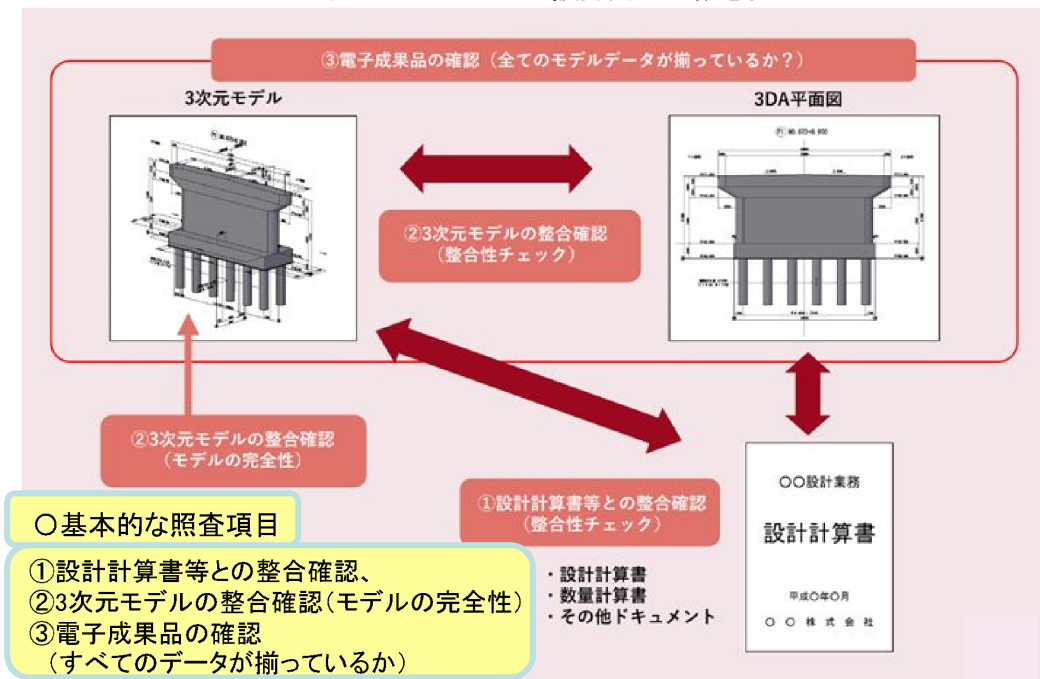 ③電子成果品の確認（全てのモデルデータが揃っているか？）
3次元モデル
3DA平面図
②3次元モデルの整合確認
（整合性チェック）
②3次元モデルの整合確認
（モデルの完全性）
①設計計算書等との整合確認
（整合性チェック）
・設計計算書
・数量計算書
・その他ドキュメント
〇〇設計業務
設計計算書
平成〇年〇月
〇〇株式会社
〇基本的な照査項目
①設計計算書等との整合確認、
②3次元モデルの整合確認（モデルの完全性）
③電子成果品の確認
（すべてのデータが揃っているか）